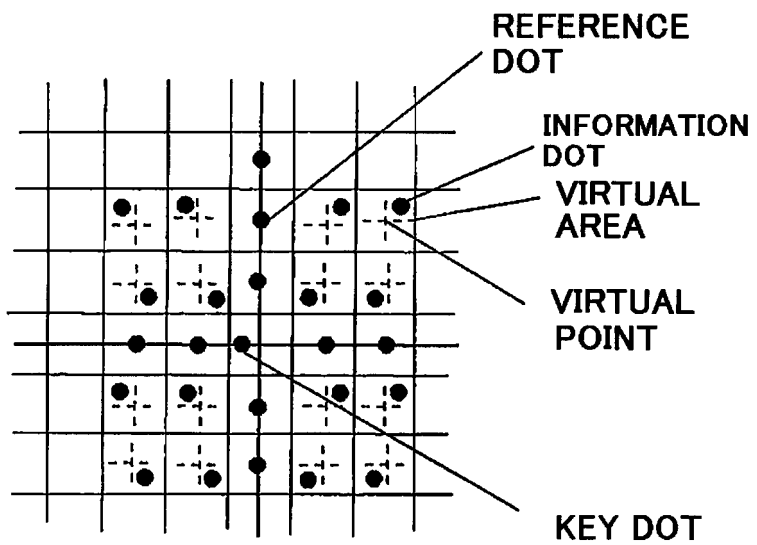 REFERENCE
DOT
INFORMATION
DOT
VIRTUAL
AREA
VIRTUAL
POINT
KEY DOT